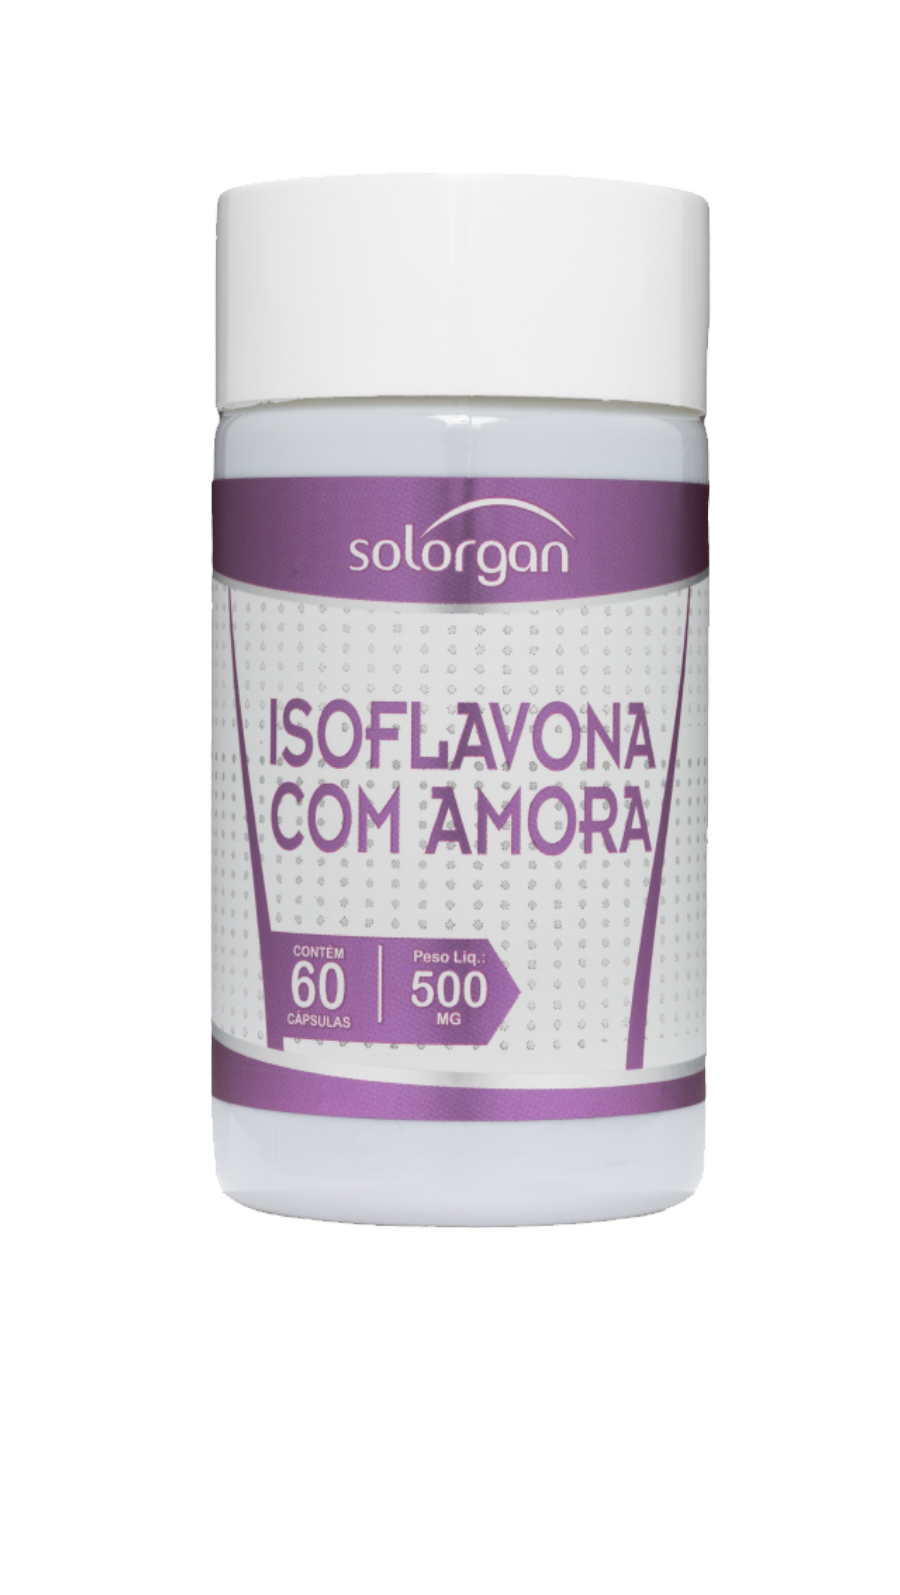 solorgan
ISOFLAVONA
COM AMORA
CONTÉM
60
CÁPSULAS
Peso Liq.:
500
MG